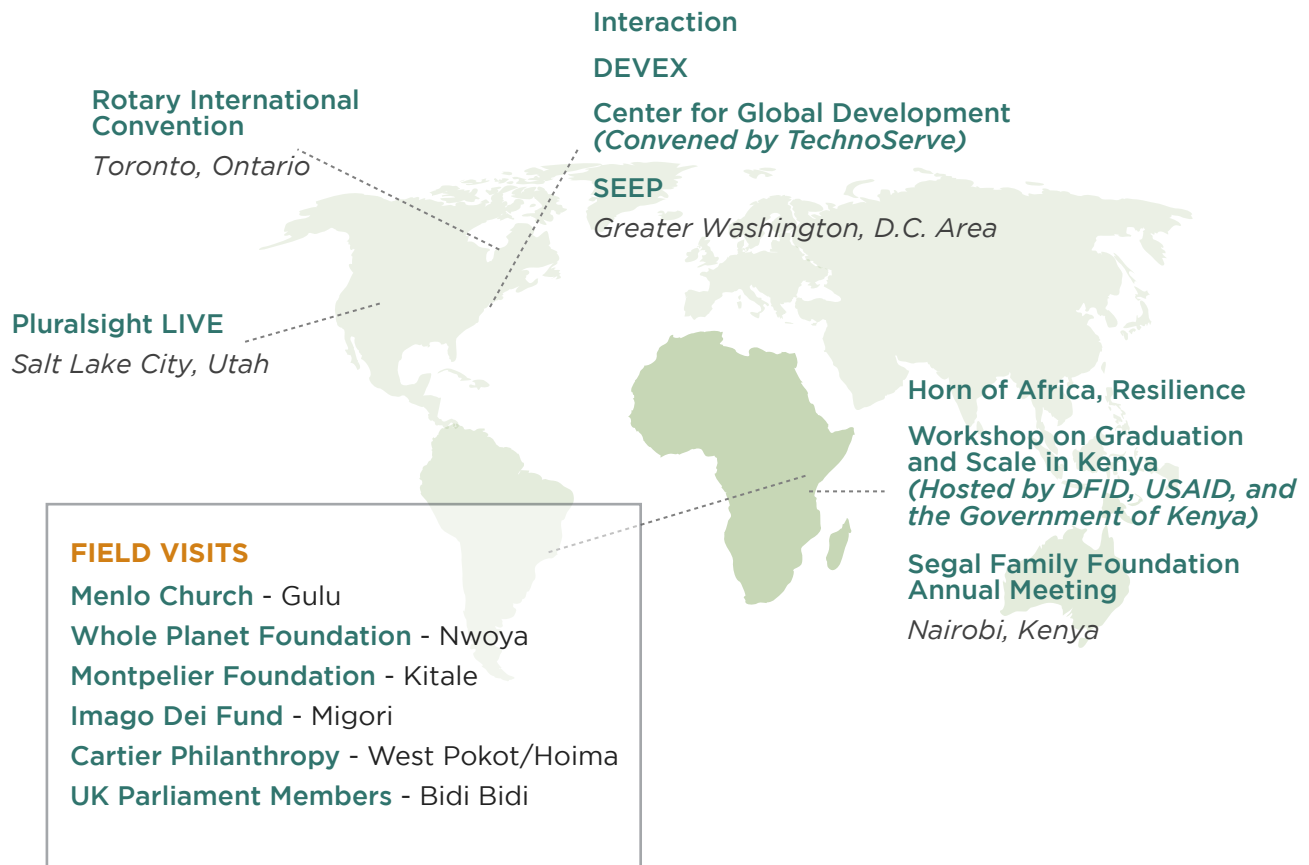 Interaction
DEVEX
Center for Global Development
(Convened by TechnoServe)
SEEP
Greater Washington, D.C. Area
Rotary International
Convention
Toronto, Ontario
Pluralsight LIVE
Salt Lake City, Utah
Horn of Africa, Resilience
Workshop on Graduation
and Scale in Kenya
(Hosted by DFID, USAID, and
the Government of Kenya)
Segal Family Foundation
Annual Meeting
Nairobi, Kenya
FIELD VISITS
Menlo Church - Gulu
Whole Planet Foundation - Nwoya
Montpelier Foundation - Kitale
Imago Dei Fund - Migori
Cartier Philanthropy - West Pokot/Hoima
UK Parliament Members - Bidi Bidi